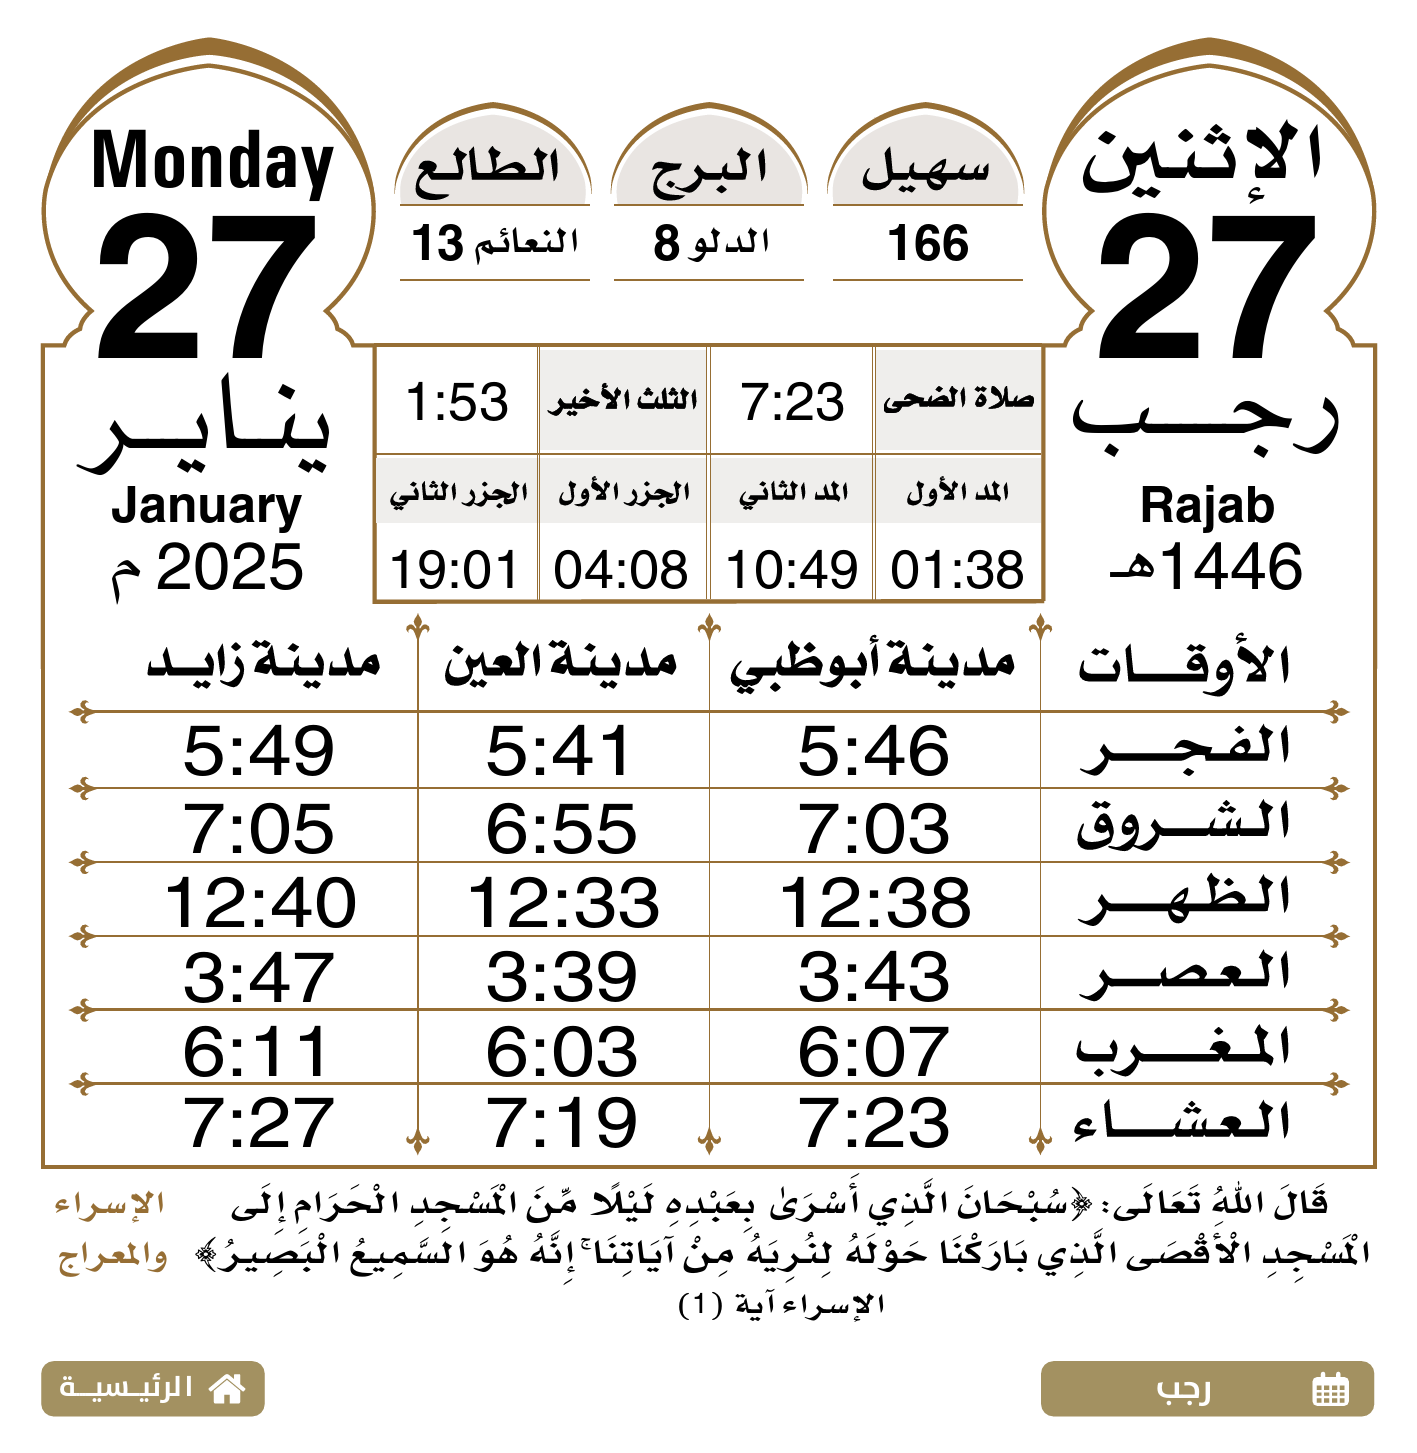 الإثنين
27
رجب
Rajab
1446هـ
سهيل
166
البرج
الدلو 8
الطالع
النعائم 13
Monday
27
يناير
January
2025 م
صلاة الضحى 7:23 الثلث الأخير 1:53
المد الأول المد الثاني الجزر الأول الجزر الثاني
01:38 10:49 04:08 19:01
الأوقات مدينة أبوظبي مدينة العين مدينة زايد
الفجر 5:46 5:41 5:49
الشروق 7:03 6:55 7:05
الظهر 12:38 12:33 12:40
العصر 3:43 3:39 3:47
المغرب 6:07 6:03 6:11
العشاء 7:23 7:19 7:27
قَالَ اللهُ تَعَالَى: ﴿سُبْحَانَ الَّذِي أَسْرَىٰ بِعَبْدِهِ لَيْلًا مِّنَ الْمَسْجِدِ الْحَرَامِ إِلَى
الْمَسْجِدِ الْأَقْصَى الَّذِي بَارَكْنَا حَوْلَهُ لِنُرِيَهُ مِنْ آيَاتِنَا ۚ إِنَّهُ هُوَ السَّمِيعُ الْبَصِيرُ﴾
الإسراء آية (1)
الإسراء
والمعراج
رجب
الرئيسية